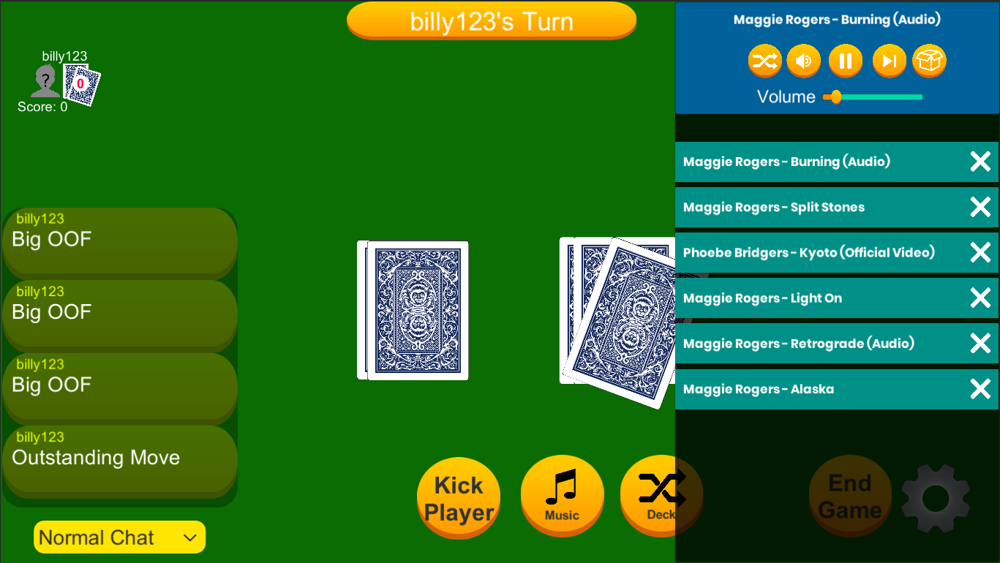 billy123's Turn
billy123
?
0
Score: 0
billy123
Big OOF
billy123
Big OOF
billy123
Big OOF
billy123
Outstanding Move
Normal Chat
Kick
Player
Music
Deck
End
Game
Maggie Rogers - Burning (Audio)
Volume
Maggie Rogers - Burning (Audio)
Maggie Rogers - Split Stones
Phoebe Bridgers - Kyoto (Official Video)
Maggie Rogers - Light On
Maggie Rogers - Retrograde (Audio)
Maggie Rogers - Alaska